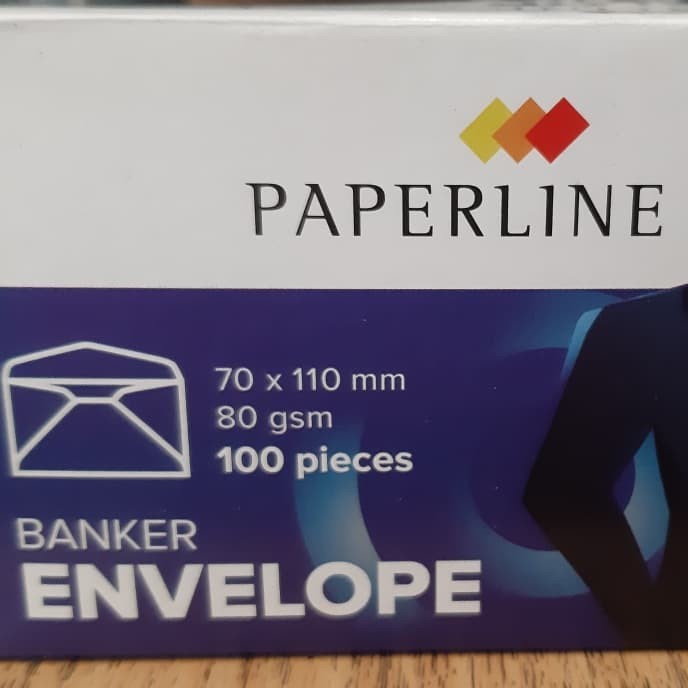 PAPERLINE
70 x 110 mm
80 gsm
100 pieces
BANKER
ENVELOPE